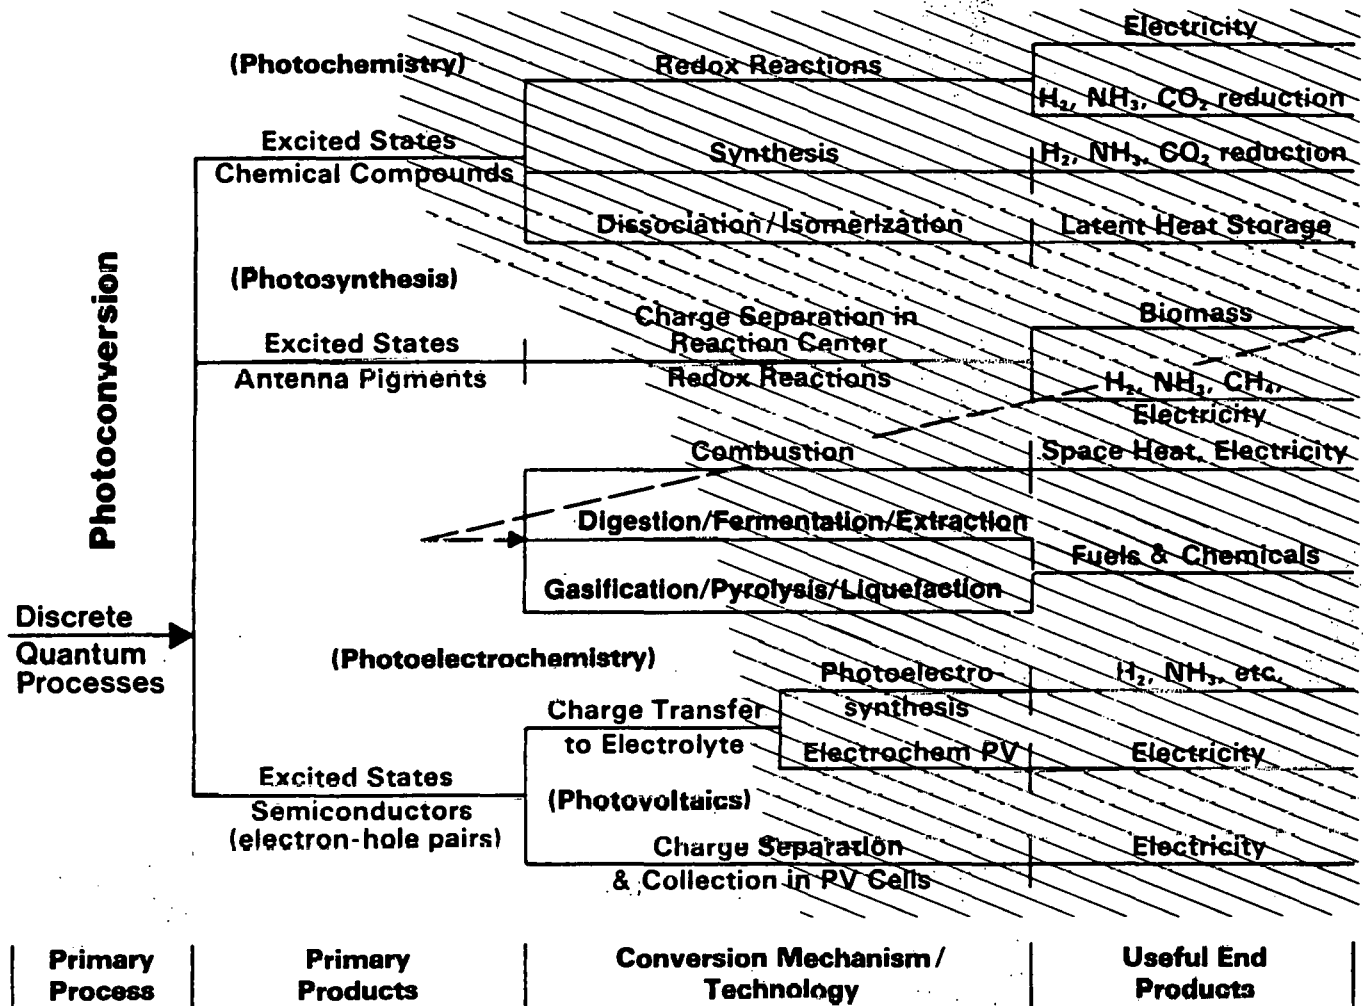 Electricity
(Photochemistry)
Redox Reactions
H₂, NH₃, CO₂ reduction
Excited States
Chemical Compounds
Synthesis
H₂, NH₃, CO₂ reduction
Dissociation/Isomerization
Latent Heat Storage
(Photosynthesis)
Charge Separation in
Reaction Center
Biomass
Excited States
Antenna Pigments
Redox Reactions
H₂, NH₃, CH₄,
Electricity
Photoconversion
Combustion
Space Heat, Electricity
Digestion/Fermentation/Extraction
Fuels & Chemicals
Gasification/Pyrolysis/Liquefaction
Discrete
Quantum
Processes
(Photoelectrochemistry)
Photoelectro-
synthesis
H₂, NH₃, etc.
Charge Transfer
to Electrolyte
Electrochem PV
Electricity
Excited States
Semiconductors
(electron-hole pairs)
(Photovoltaics)
Charge Separation
& Collection in PV Cells
Electricity
Primary
Process
Primary
Products
Conversion Mechanism/
Technology
Useful End
Products